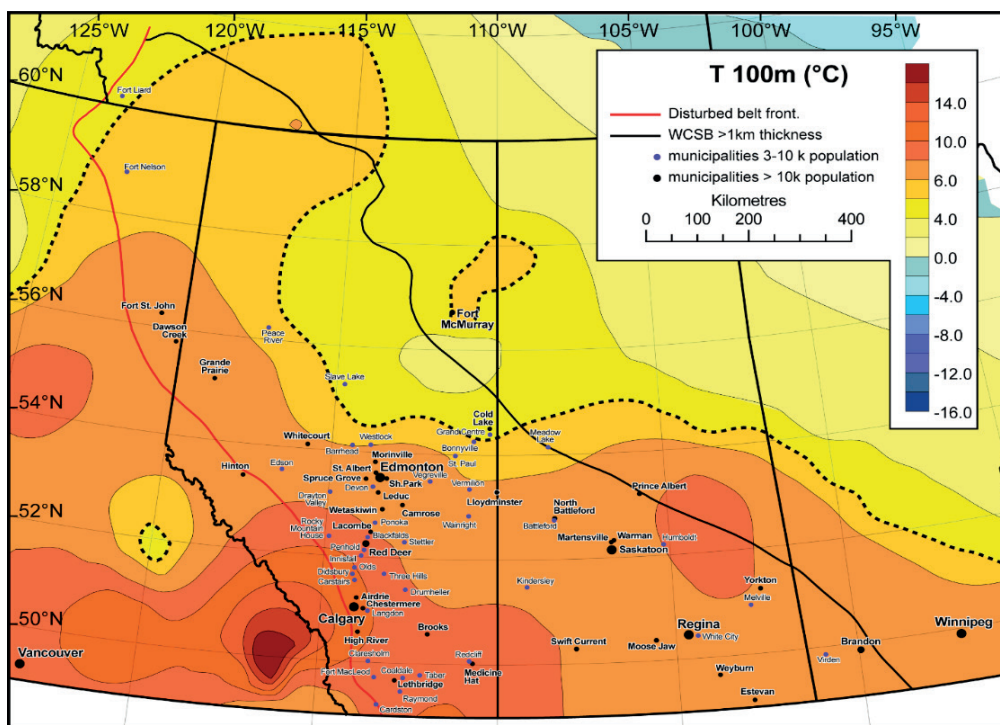 125°W
120°W
115°W
110°W
105°W
100°W
95°W
60°N
58°N
56°N
54°N
52°N
50°N
T 100m (°C)
Disturbed belt front.
WCSB >1km thickness
municipalities 3-10 k population
municipalities > 10k population
Kilometres
0 100 200 400
14.0
10.0
6.0
4.0
0.0
-4.0
-8.0
-12.0
-16.0
Fort Liard
Fort Nelson
Fort St. John
Dawson
Creek
Peace
River
Grande
Prairie
Slave Lake
Fort
McMurray
Cold
Lake
Grand Centre
Bonnyville
St. Paul
Meadow
Lake
Whitecourt
Westlock
Barrhead
Morinville
St. Albert
Edmonton
Spruce Grove
Sh.Park
Hinton
Edson
Devon
Leduc
Vegreville
Vermilion
Drayton
Valley
Wetaskiwin
Camrose
Lloydminster
Prince Albert
North
Battleford
Battleford
Rocky
Mountain
House
Lacombe
Ponoka
Blackfalds
Wainright
Penhold
Red Deer
Stettler
Martensville
Warman
Saskatoon
Humboldt
Innisfail
Olds
Didsbury
Carstairs
Three Hills
Drumheller
Kindersley
Airdrie
Chestermere
Langdon
Calgary
Yorkton
Melville
High River
Brooks
Regina
White City
Winnipeg
Vancouver
Claresholm
Redcliff
Swift Current
Moose Jaw
Brandon
Virden
Fort MacLeod
Couldale
Taber
Medicine
Hat
Lethbridge
Weyburn
Raymond
Cardston
Estevan